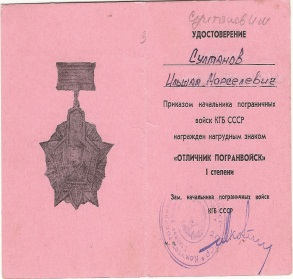 Султанов И М
УДОСТОВЕРЕНИЕ
Султанов
Ильшат Марселевич
Приказом начальника пограничных
войск КГБ СССР
награжден нагрудным знаком
«ОТЛИЧНИК ПОГРАНВОЙСК»
I степени
Зам. начальника пограничных войск
КГБ СССР